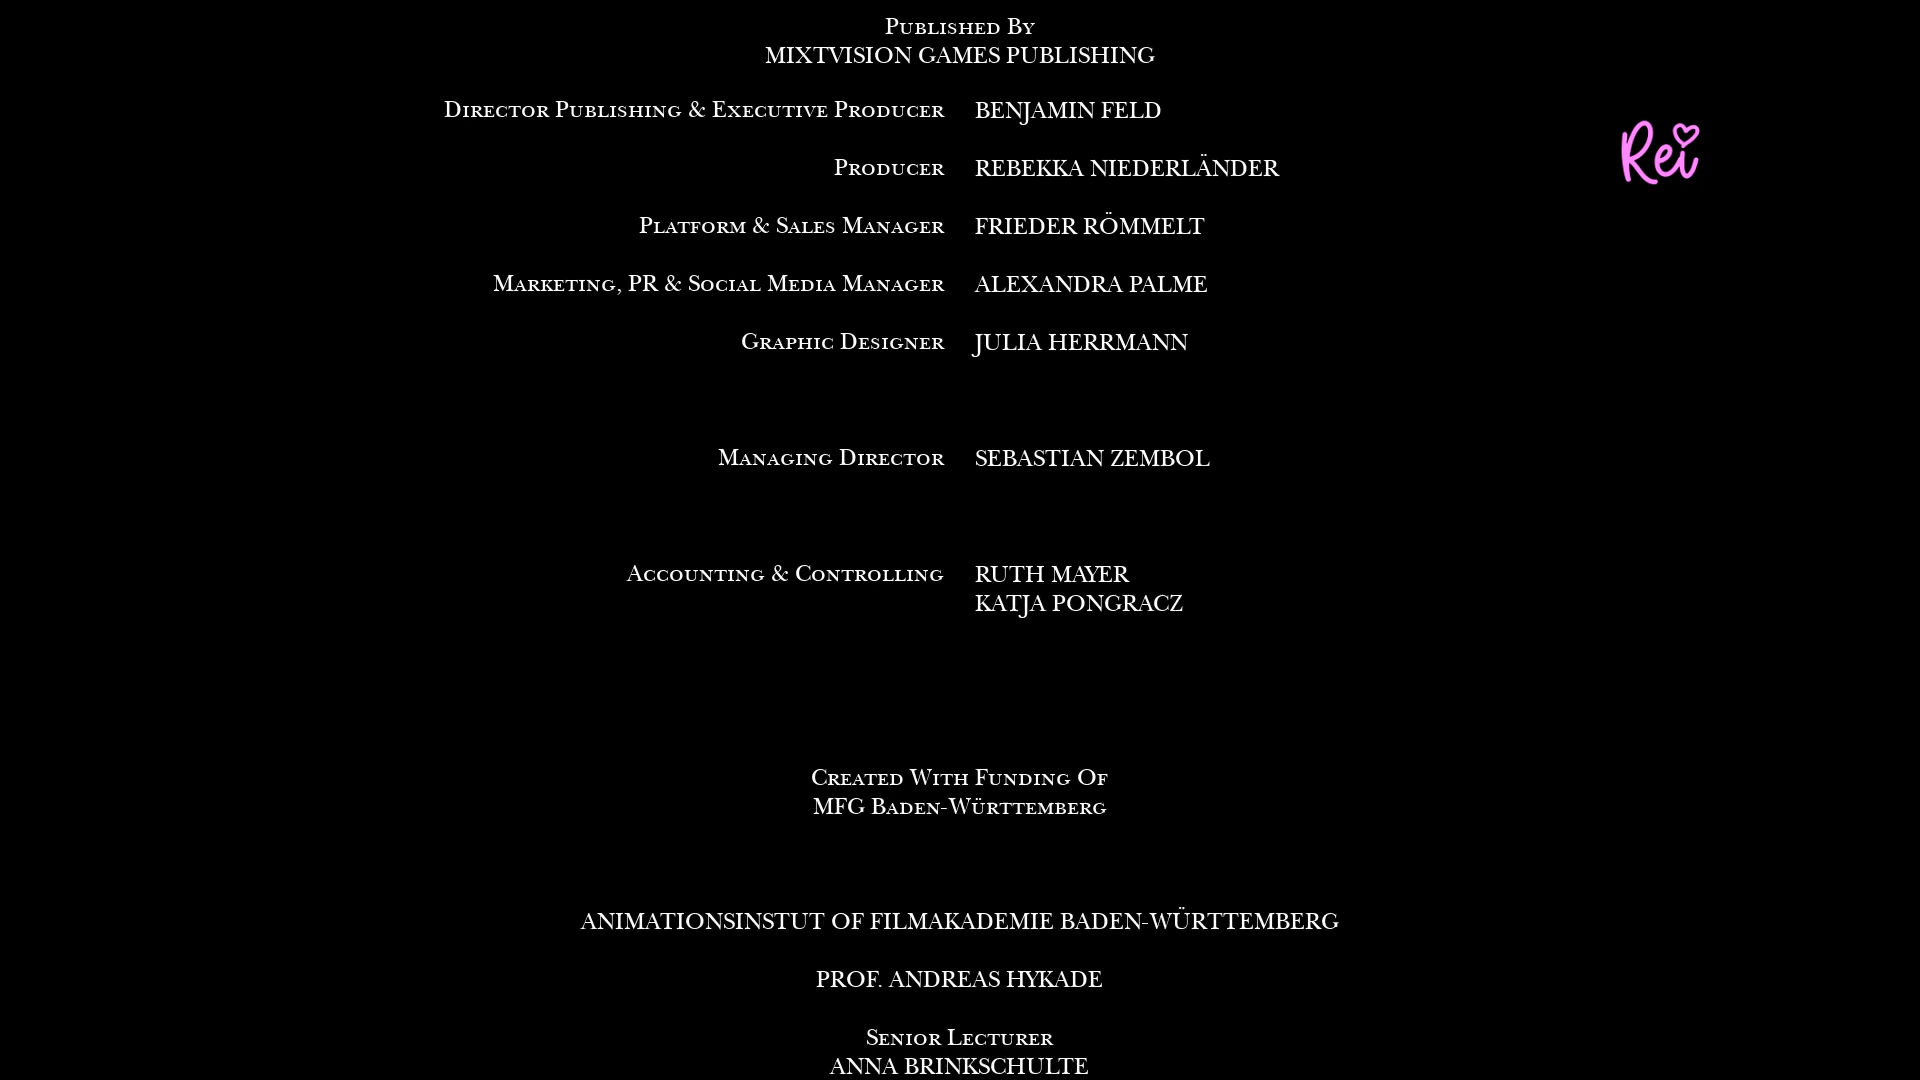 Published By
MIXTVISION GAMES PUBLISHING
Director Publishing & Executive Producer BENJAMIN FELD
Rei
Producer REBEKKA NIEDERLÄNDER
Platform & Sales Manager FRIEDER RÖMMELT
Marketing, PR & Social Media Manager ALEXANDRA PALME
Graphic Designer JULIA HERRMANN
Managing Director SEBASTIAN ZEMBOL
Accounting & Controlling RUTH MAYER
KATJA PONGRACZ
Created With Funding Of
MFG Baden-Württemberg
ANIMATIONSINSTUT OF FILMAKADEMIE BADEN-WÜRTTEMBERG
PROF. ANDREAS HYKADE
Senior Lecturer
ANNA BRINKSCHULTE